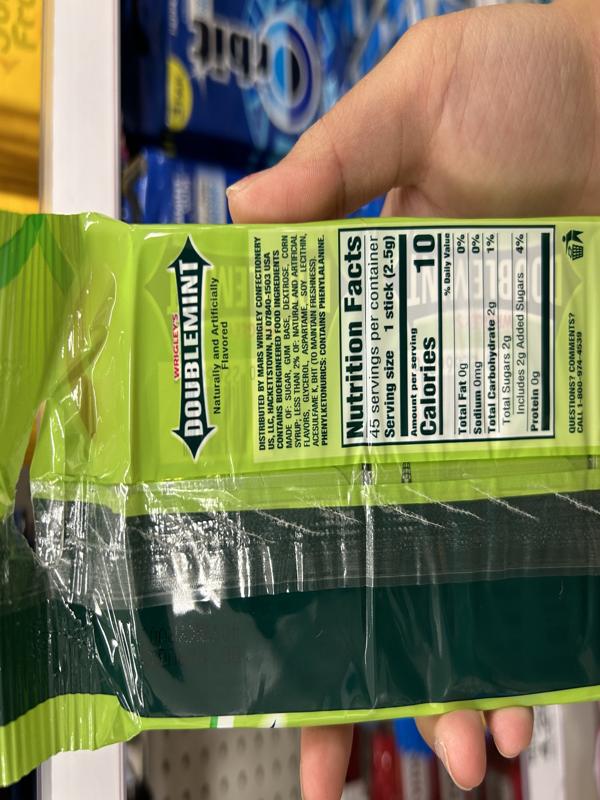 WRIGLEY'S
DOUBLEMINT
Naturally and Artificially
Flavored
DISTRIBUTED BY MARS WRIGLEY CONFECTIONERY
US, LLC, HACKETTSTOWN, NJ 07840-1503 USA
CONTAINS BIOENGINEERED FOOD INGREDIENTS
MADE OF: SUGAR, GUM BASE, DEXTROSE, CORN
SYRUP; LESS THAN 2% OF: NATURAL AND ARTIFICIAL
FLAVORS, GLYCEROL, ASPARTAME, SOY LECITHIN,
ACESULFAME K, BHT (TO MAINTAIN FRESHNESS)
PHENYLKETONURICS: CONTAINS PHENYLALANINE.
Nutrition Facts
45 servings per container
Serving size 1 stick (2.5g)
Amount per serving
Calories 10
% Daily Value
Total Fat 0g 0%
Sodium 0mg 0%
Total Carbohydrate 2g 1%
Total Sugars 2g
Includes 2g Added Sugars 4%
Protein 0g
QUESTIONS? COMMENTS?
CALL 1-800-974-4539
Orbit